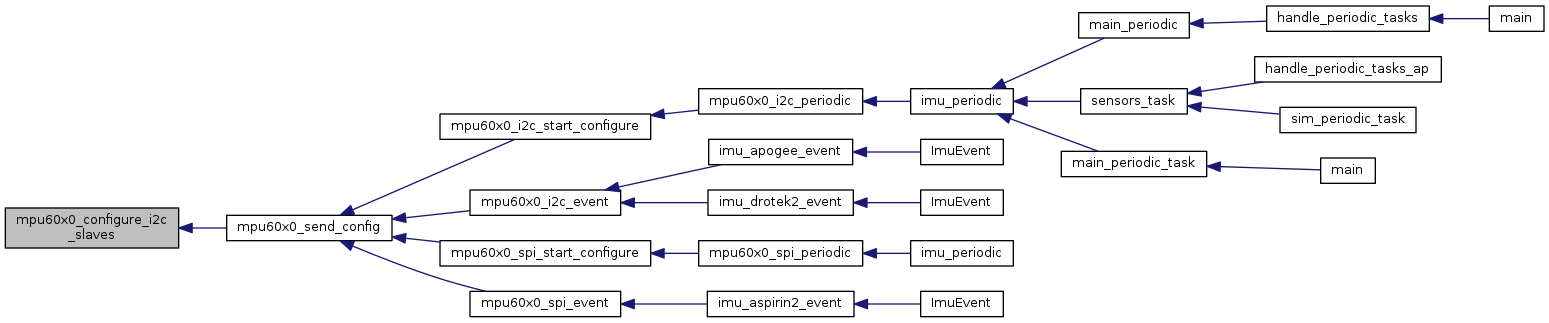 mpu60x0_configure_i2c
_slaves
mpu60x0_send_config
mpu60x0_i2c_start_configure
mpu60x0_i2c_periodic
imu_periodic
main_periodic
handle_periodic_tasks
main
sensors_task
handle_periodic_tasks_ap
sim_periodic_task
main_periodic_task
main
mpu60x0_i2c_event
imu_apogee_event
ImuEvent
imu_drotek2_event
ImuEvent
mpu60x0_spi_start_configure
mpu60x0_spi_periodic
imu_periodic
mpu60x0_spi_event
imu_aspirin2_event
ImuEvent